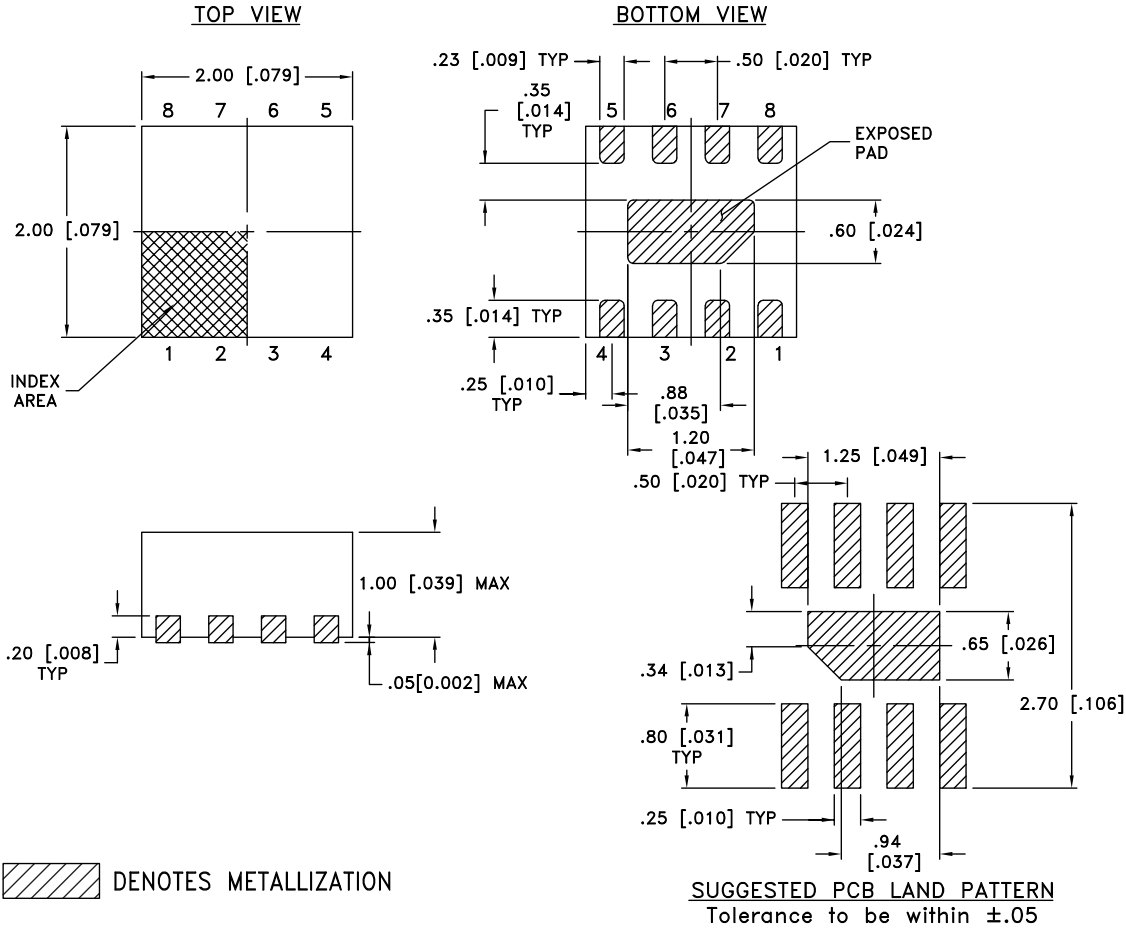 TOP VIEW
2.00 [.079]
8 7 6 5
2.00 [.079]
1 2 3 4
INDEX
AREA
BOTTOM VIEW
.23 [.009] TYP
.50 [.020] TYP
.35
[.014]
TYP
5 6 7 8
EXPOSED
PAD
.60 [.024]
.35 [.014] TYP
4 3 2 1
.25 [.010]
TYP
.88
[.035]
1.20
[.047]
1.00 [.039] MAX
.20 [.008]
TYP
.05[0.002] MAX
.50 [.020] TYP
1.25 [.049]
.34 [.013]
.65 [.026]
2.70 [.106]
.80 [.031]
TYP
.25 [.010] TYP
.94
[.037]
DENOTES METALLIZATION
SUGGESTED PCB LAND PATTERN
Tolerance to be within ±.05